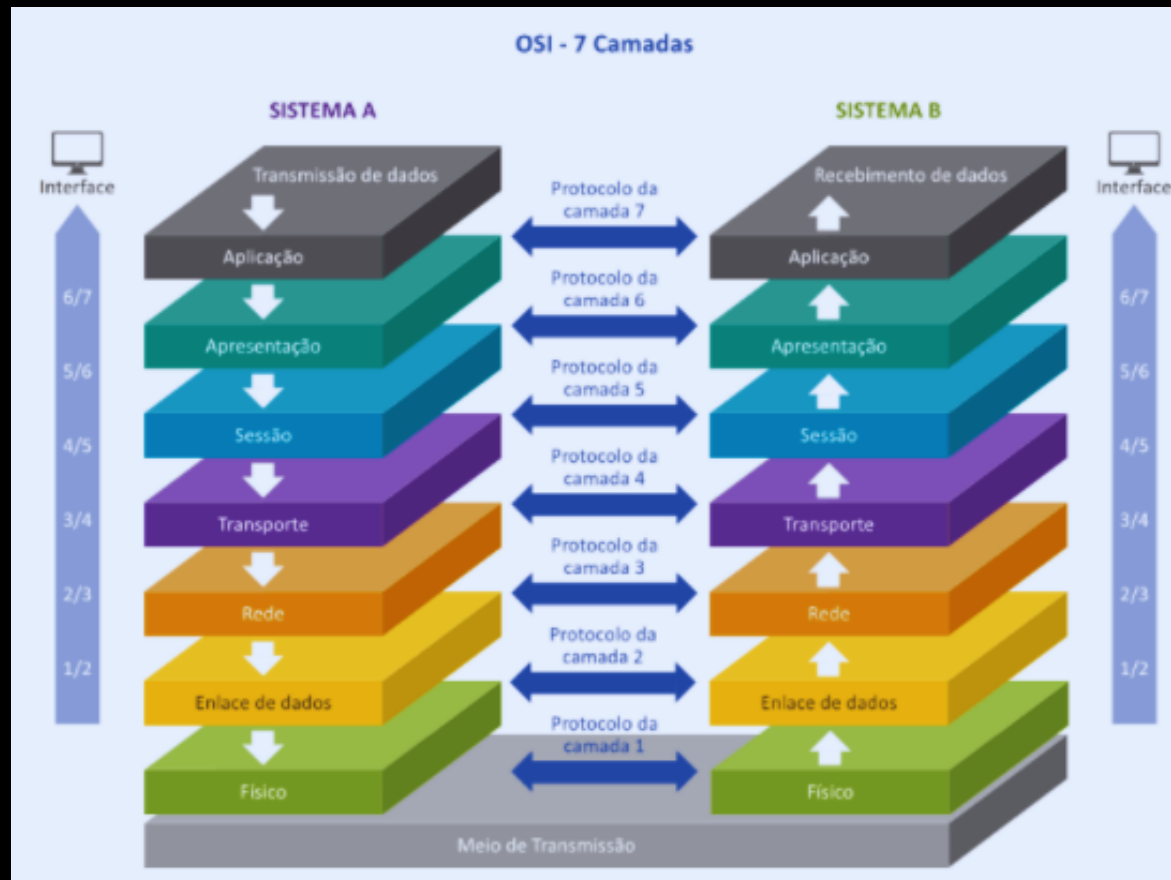 OSI - 7 Camadas
SISTEMA A
SISTEMA B
Interface
Interface
Transmissão de dados
Recebimento de dados
Protocolo da
camada 7
Aplicação
Aplicação
6/7
6/7
Protocolo da
camada 6
Apresentação
Apresentação
5/6
5/6
Protocolo da
camada 5
Sessão
Sessão
4/5
4/5
Protocolo da
camada 4
Transporte
Transporte
3/4
3/4
Protocolo da
camada 3
Rede
Rede
2/3
2/3
Protocolo da
camada 2
Enlace de dados
Enlace de dados
1/2
1/2
Protocolo da
camada 1
Físico
Físico
Meio de Transmissão